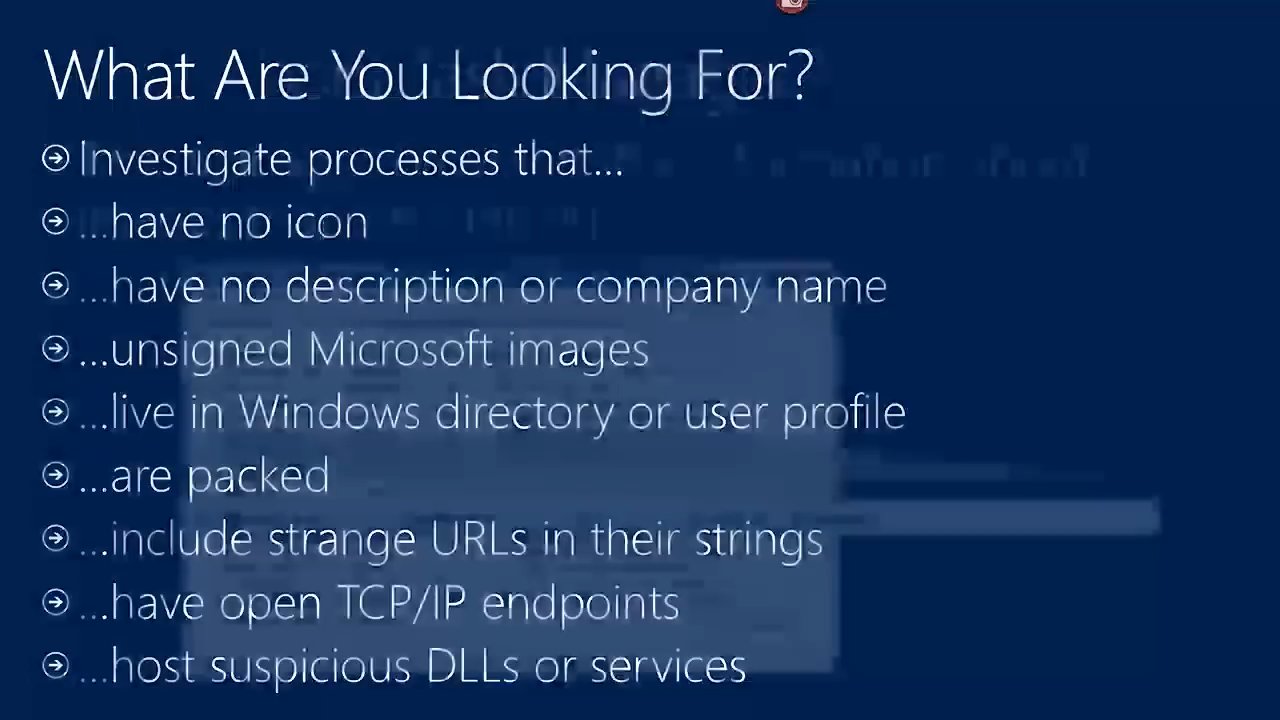 What Are You Looking For?
Investigate processes that...
...have no icon
...have no description or company name
...unsigned Microsoft images
...live in Windows directory or user profile
...are packed
...include strange URLs in their strings
...have open TCP/IP endpoints
...host suspicious DLLs or services